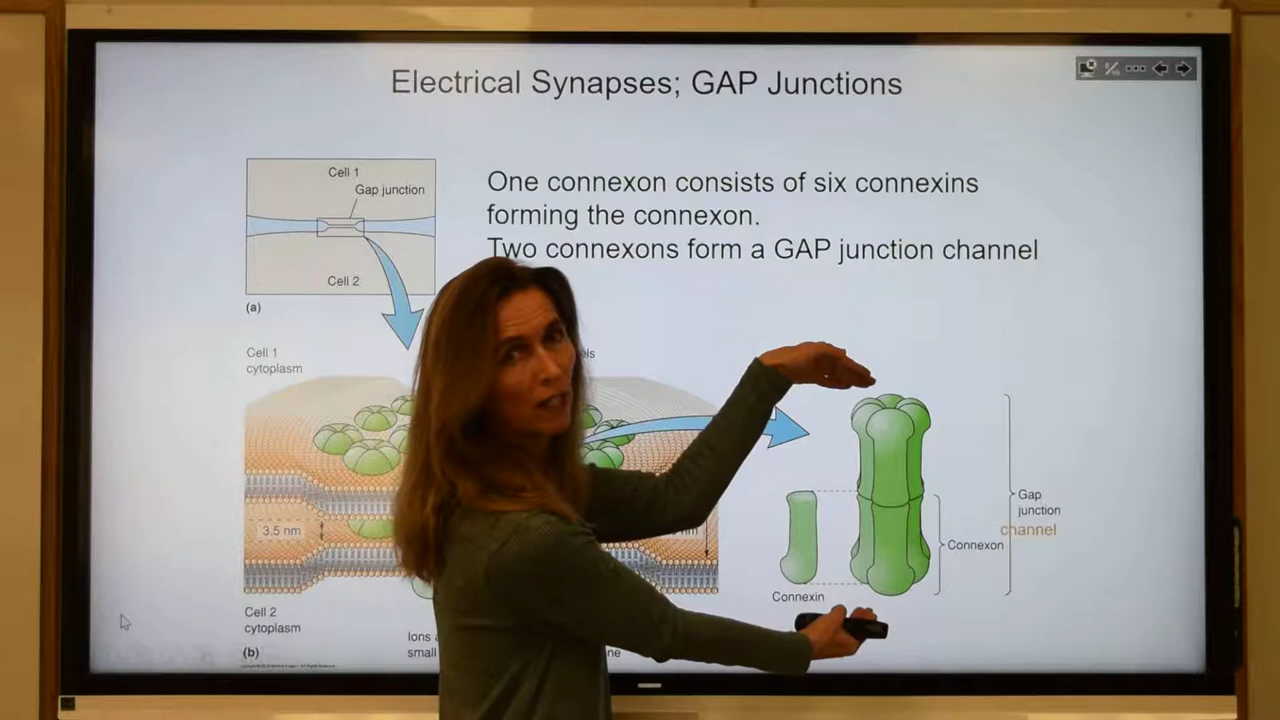 Electrical Synapses; GAP Junctions
Cell 1
Gap junction
Cell 2
(a)
One connexon consists of six connexins
forming the connexon.
Two connexons form a GAP junction channel
Cell 1
cytoplasm
3.5 nm
nm
Cell 2
cytoplasm
(b)
Ions
small
Connexin
Connexon
Gap
junction
channel